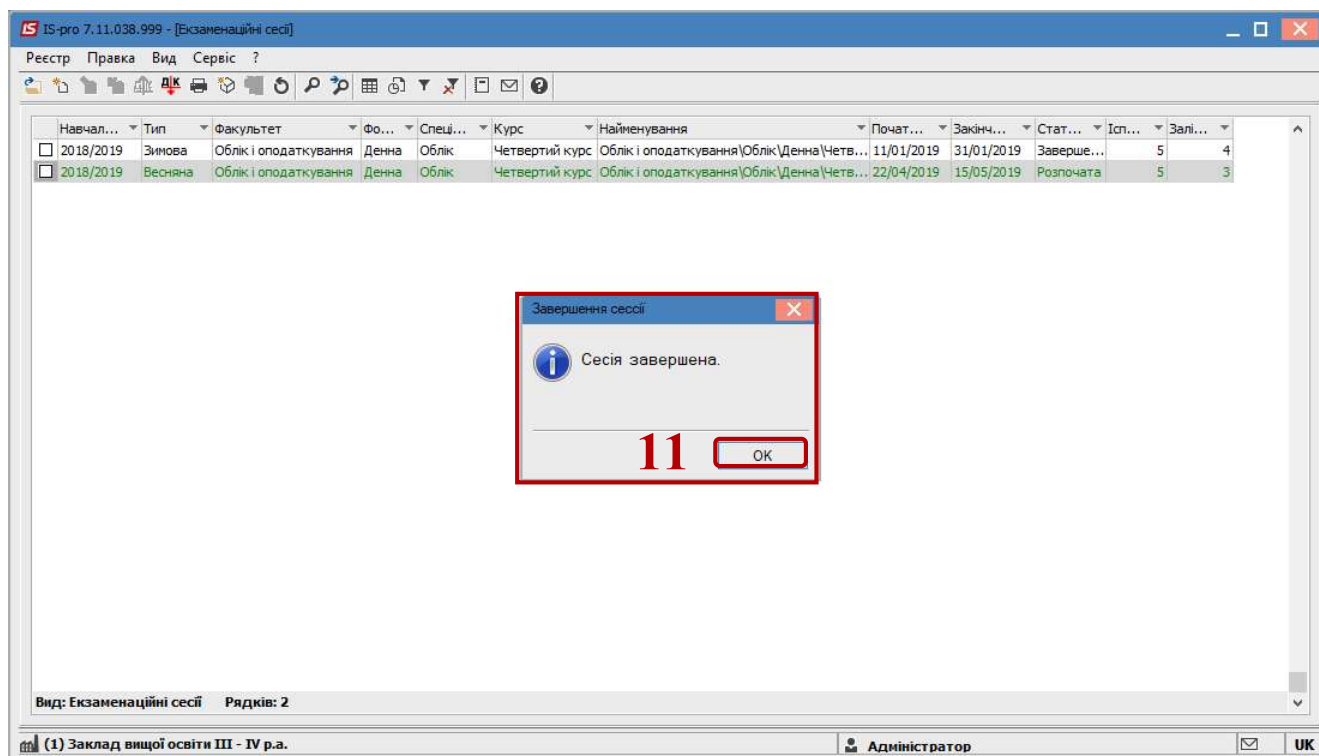 IS-pro 7.11.038.999 - [Екзаменаційні сесії]
Реєстр Правка Вид Сервіс ?
Навчал... Тип Факультет Фо... Спеці... Курс Найменування Почат... Закінч... Стат... Ісп... Залі...
2018/2019 Зимова Облік і оподаткування Денна Облік Четвертий курс Облік і оподаткування\Облік\Денна\Четв... 11/01/2019 31/01/2019 Заверше... 5 4
2018/2019 Весняна Облік і оподаткування Денна Облік Четвертий курс Облік і оподаткування\Облік\Денна\Четв... 22/04/2019 15/05/2019 Розпочата 5 3
Завершення сессії
Сесія завершена.
11 OK
Вид: Екзаменаційні сесії Рядків: 2
(1) Заклад вищої освіти III - IV р.а. Адміністратор UK